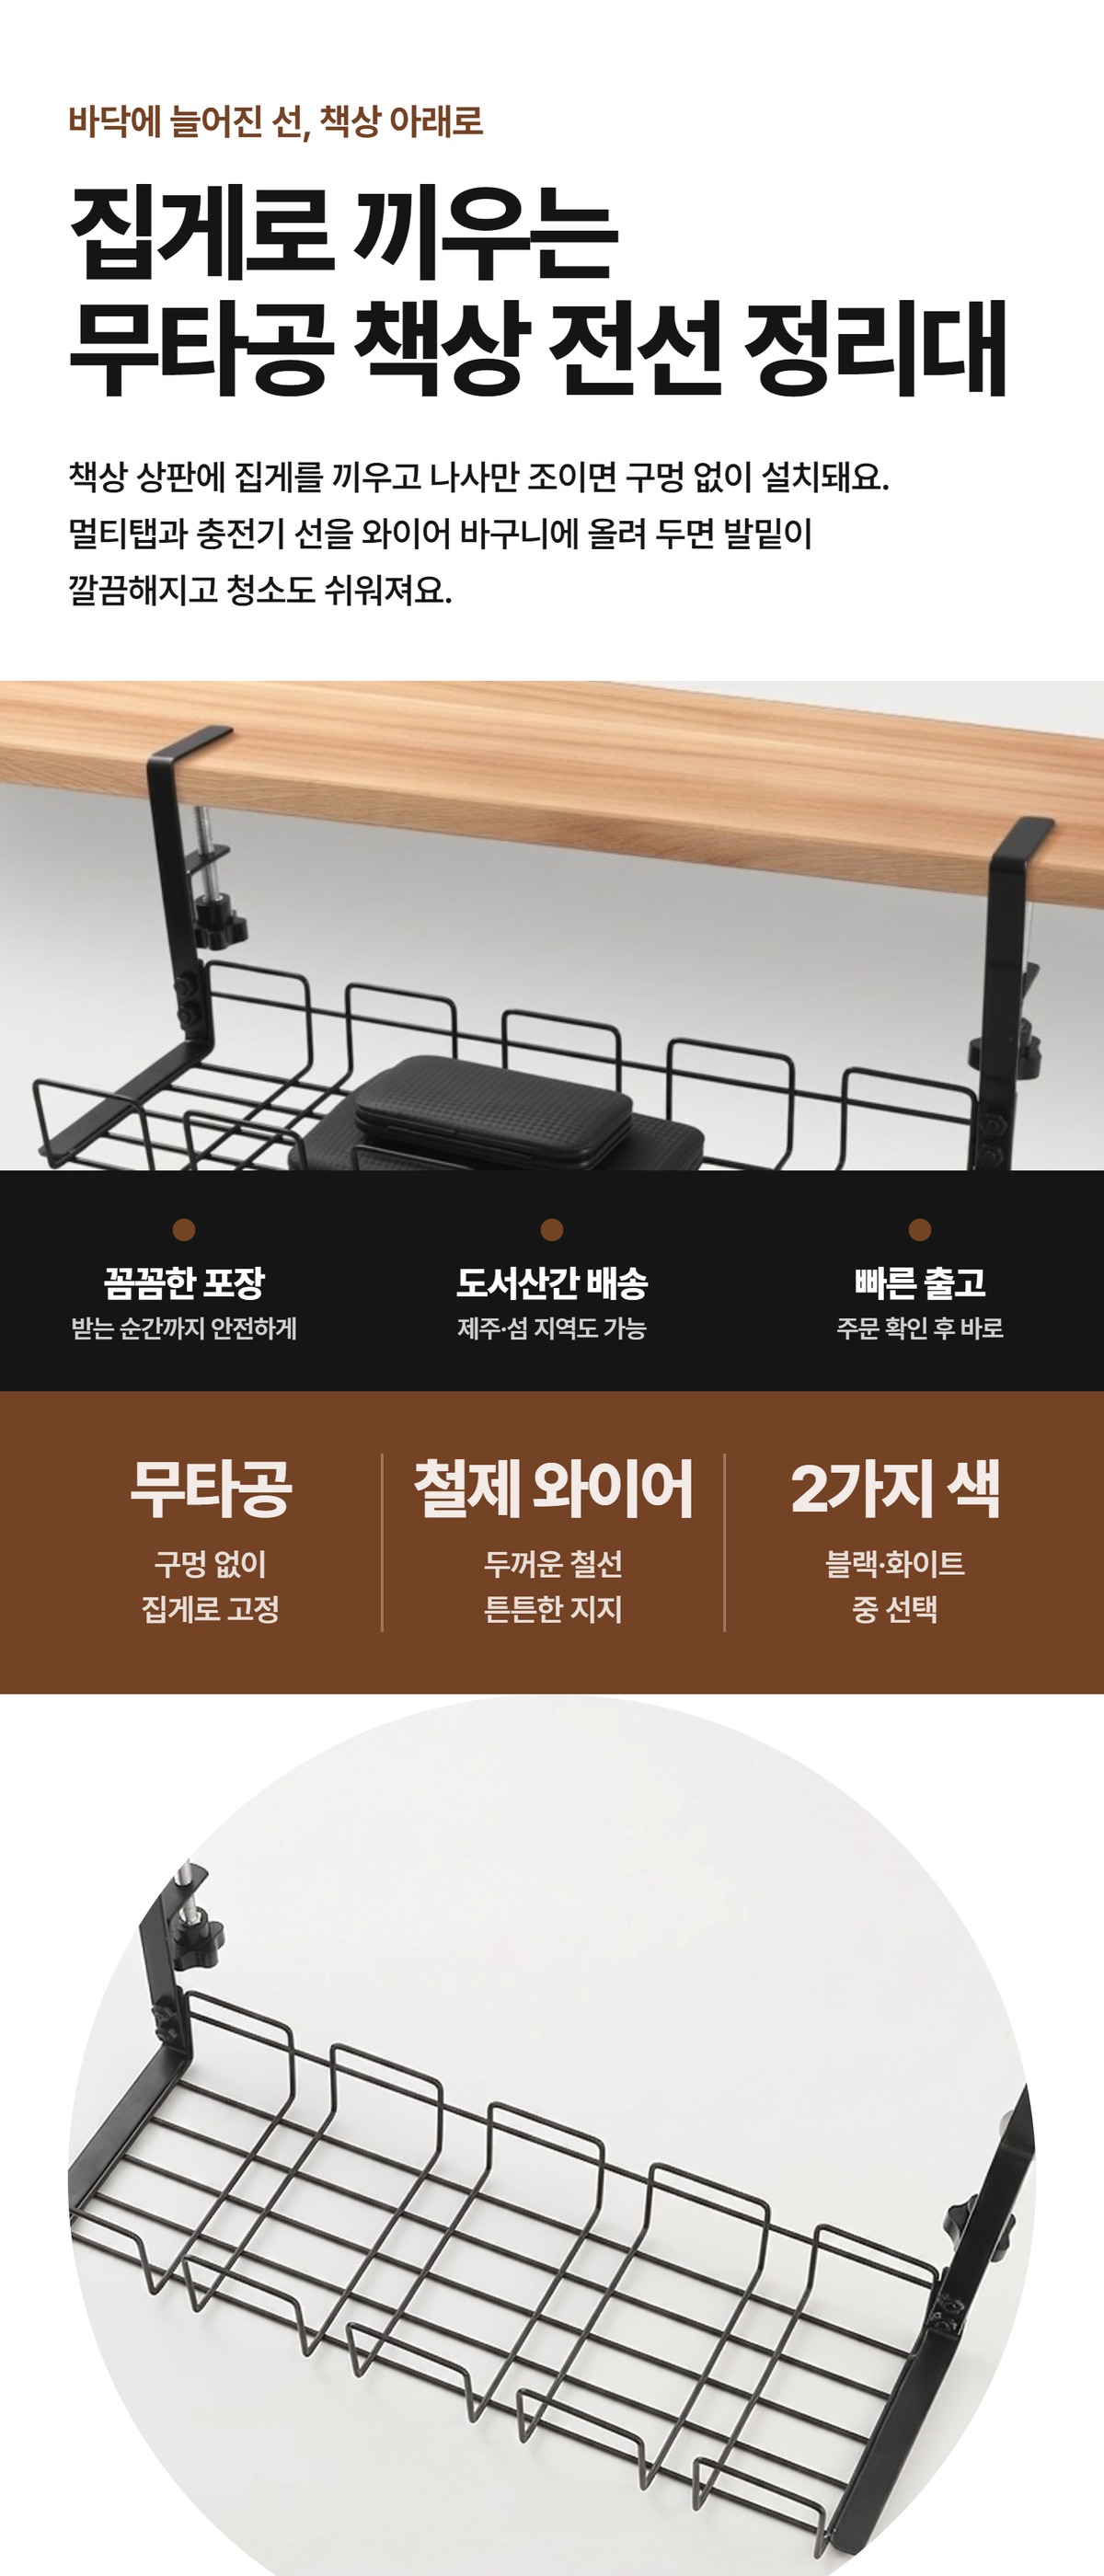 바닥에 늘어진 선, 책상 아래로
집게로 끼우는
무타공 책상 전선 정리대
책상 상판에 집게를 끼우고 나사만 조이면 구멍 없이 설치돼요.
멀티탭과 충전기 선을 와이어 바구니에 올려 두면 발밑이
깔끔해지고 청소도 쉬워져요.
꼼꼼한 포장
받는 순간까지 안전하게
도서산간 배송
제주·섬 지역도 가능
빠른 출고
주문 확인 후 바로
무타공
구멍 없이
집게로 고정
철제 와이어
두꺼운 철선
튼튼한 지지
2가지 색
블랙·화이트
중 선택